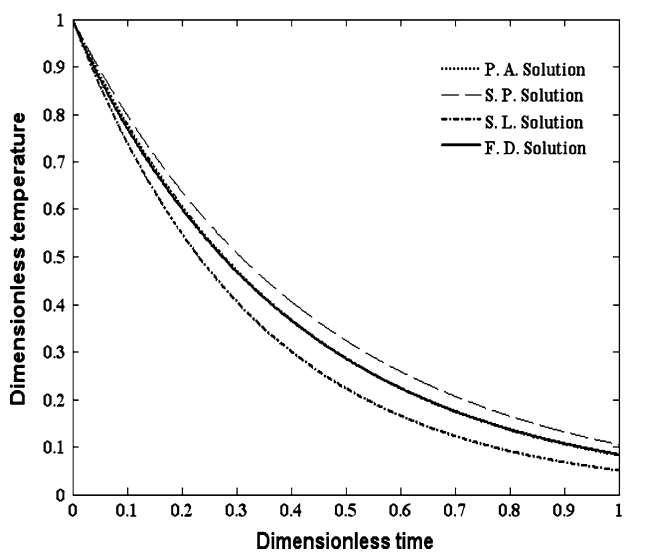 1
0.9
0.8
0.7
0.6
0.5
0.4
0.3
0.2
0.1
0
Dimensionless temperature
P. A. Solution
S. P. Solution
S. L. Solution
F. D. Solution
0 0.1 0.2 0.3 0.4 0.5 0.6 0.7 0.8 0.9 1
Dimensionless time